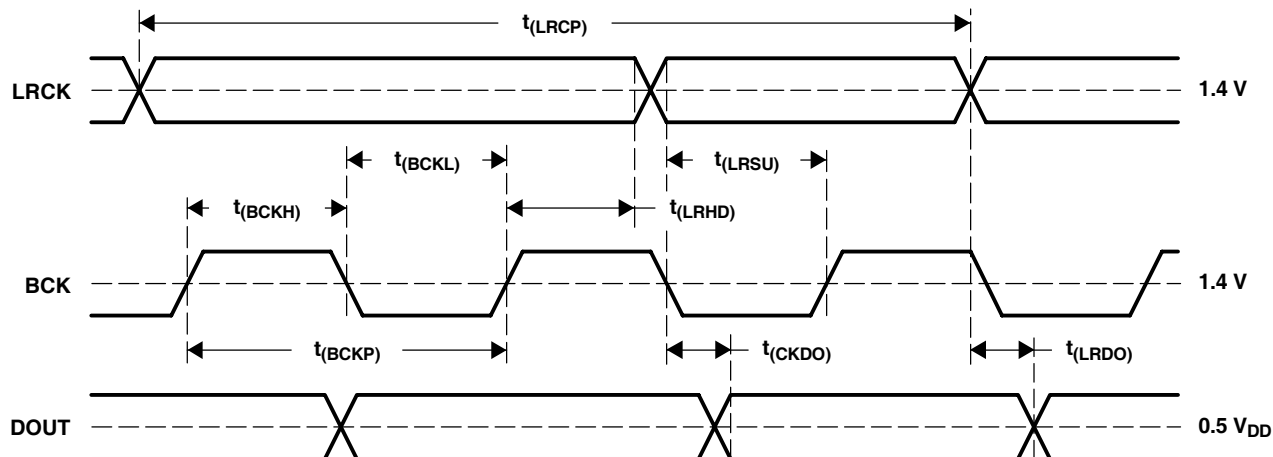 t(LRCP)
LRCK
1.4 V
t(BCKL)
t(LRSU)
t(BCKH)
t(LRHD)
BCK
1.4 V
t(BCKP)
t(CKDO)
t(LRDO)
DOUT
0.5 VDD